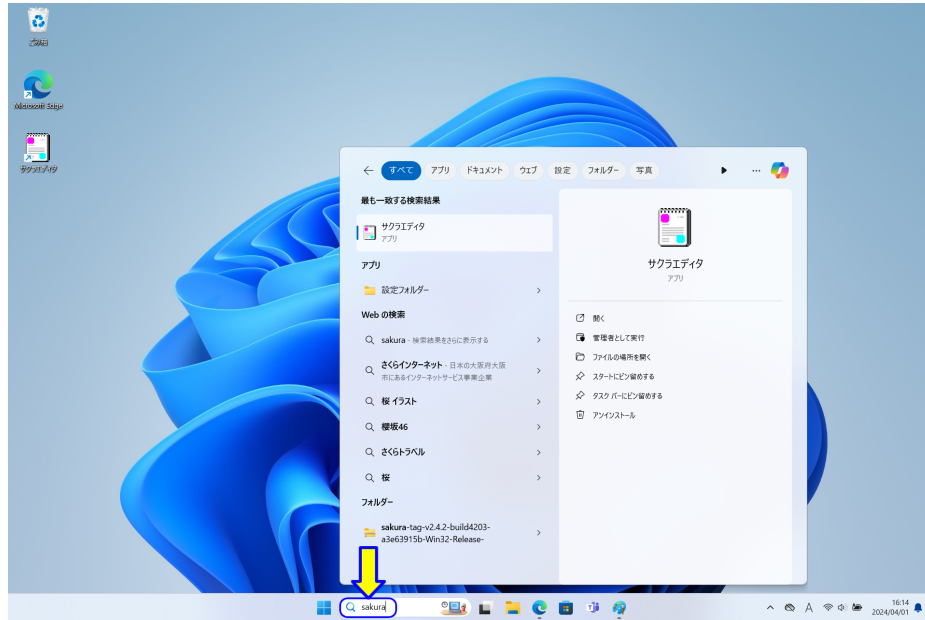 ごみ箱
Microsoft Edge
サクラエディタ
すべて
アプリ
ドキュメント
ウェブ
設定
フォルダー
写真
最も一致する検索結果
サクラエディタ
アプリ
アプリ
設定フォルダー
Web の検索
sakura - 検索結果をさらに表示する
さくらインターネット - 日本の大阪府大阪
市にあるインターネットサービス事業企業
桜 イラスト
櫻坂46
さくらトラベル
桜
フォルダー
sakura-tag-v2.4.2-build4203-
a3e63915b-Win32-Release-
サクラエディタ
アプリ
開く
管理者として実行
ファイルの場所を開く
スタートにピン留めする
タスク バーにピン留めする
アンインストール
sakura
A
16:14
2024/04/01